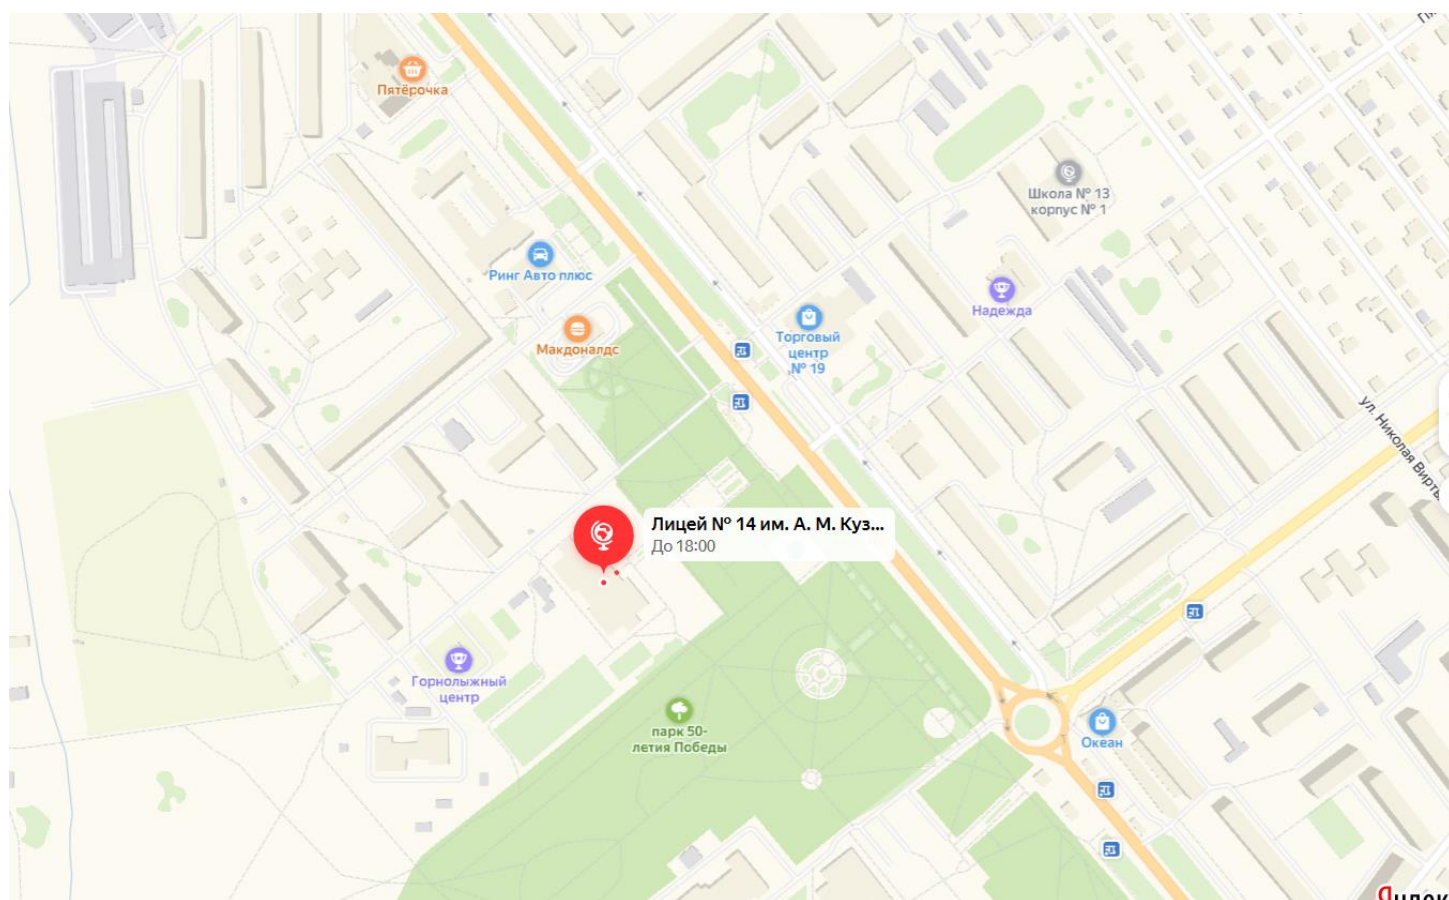 Пятёрочка
Школа № 13
корпус № 1
Ринг Авто плюс
Надежда
Макдоналдс
Торговый
центр
№ 19
ул. Николая Вирты
Лицей № 14 им. А. М. Куз...
До 18:00
Горнолыжный
центр
парк 50-
летия Победы
Океан